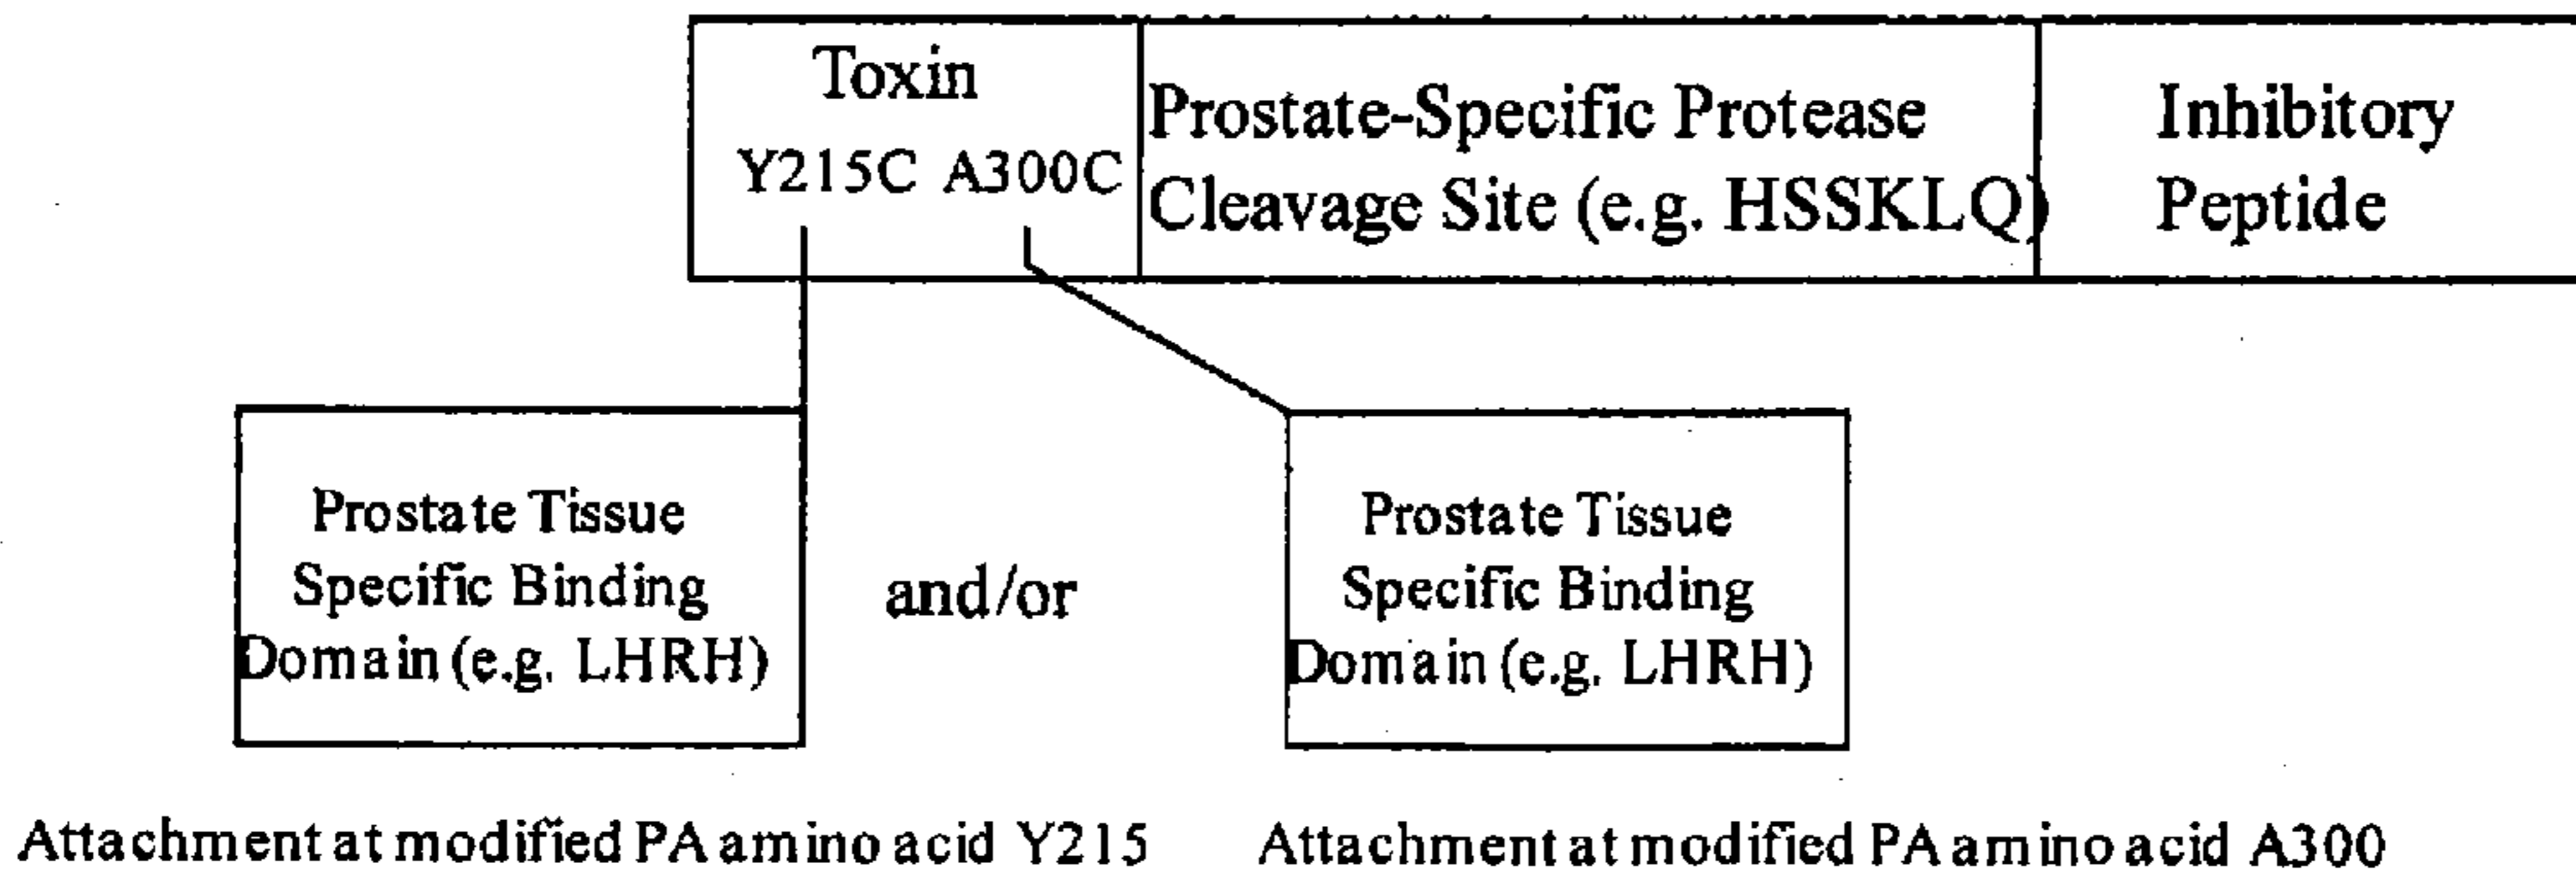 Toxin
Y215C A300C
Prostate-Specific Protease
Cleavage Site (e.g. HSSKLQ)
Inhibitory
Peptide
Prostate Tissue
Specific Binding
Domain (e.g. LHRH)
and/or
Prostate Tissue
Specific Binding
Domain (e.g. LHRH)
Attachment at modified PA amino acid Y215
Attachment at modified PA amino acid A300